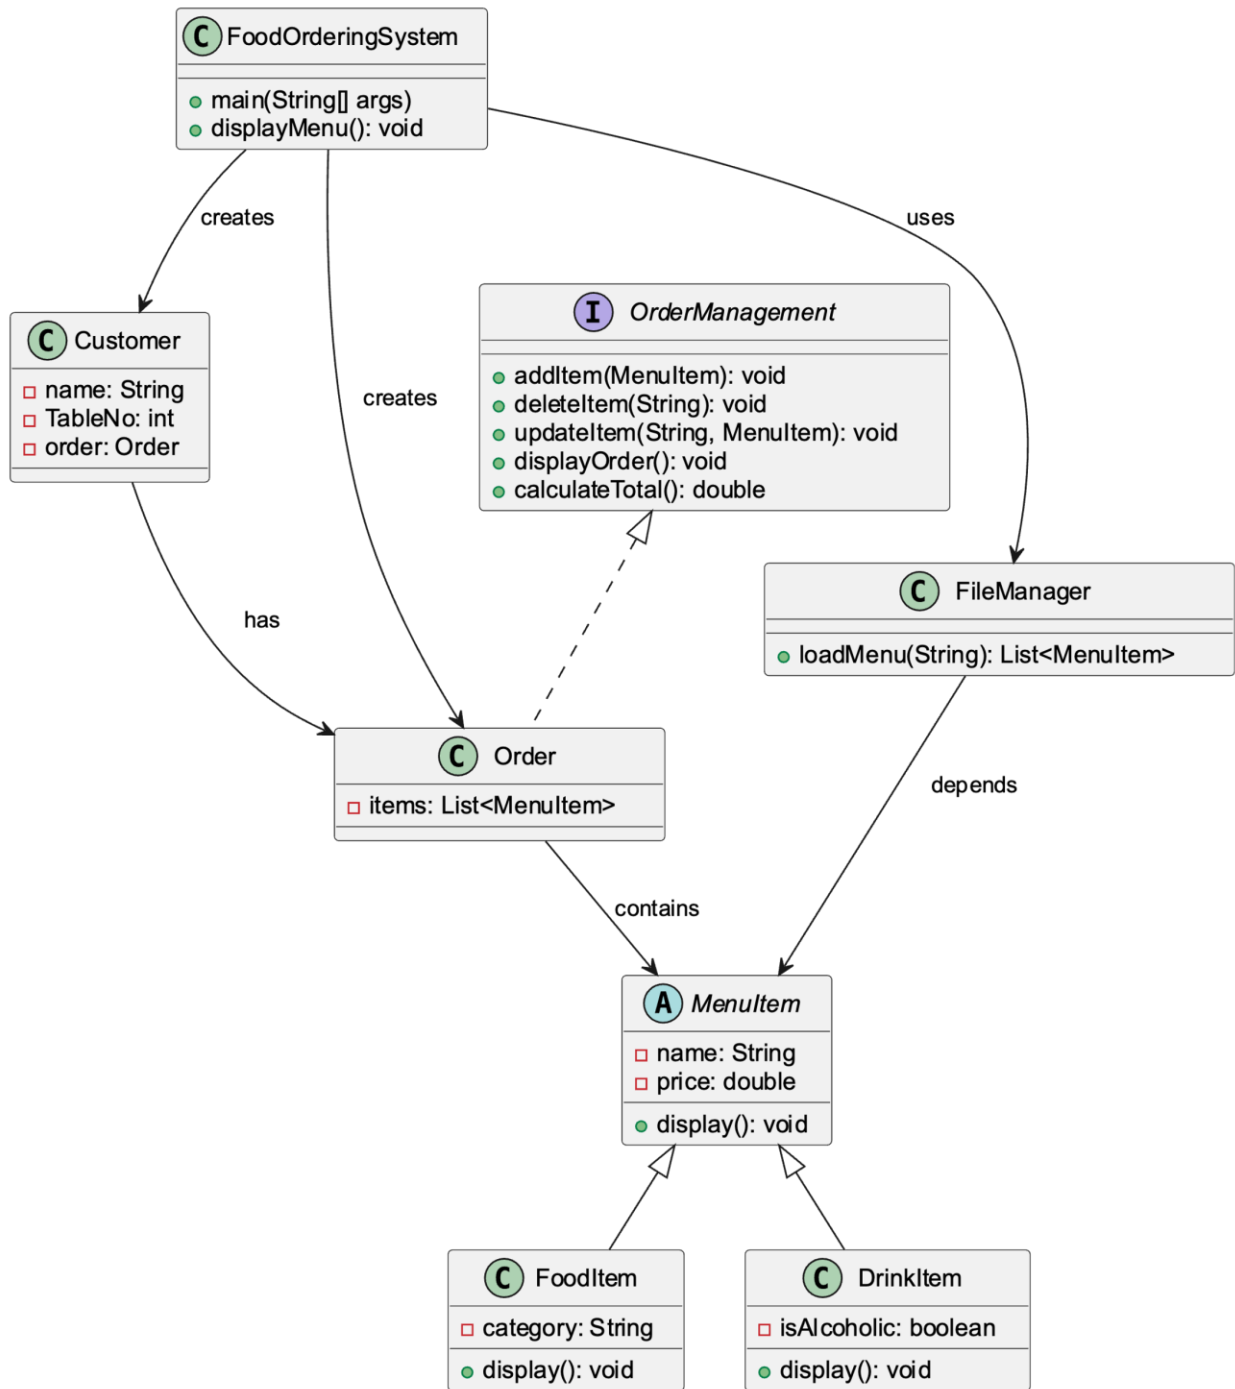 C FoodOrderingSystem
main(String[] args)
displayMenu(): void
creates
uses
creates
C Customer
name: String
TableNo: int
order: Order
I OrderManagement
addItem(MenuItem): void
deleteItem(String): void
updateItem(String, MenuItem): void
displayOrder(): void
calculateTotal(): double
C FileManager
loadMenu(String): List<MenuItem>
has
C Order
items: List<MenuItem>
depends
contains
A MenuItem
name: String
price: double
display(): void
C FoodItem
category: String
display(): void
C DrinkItem
isAlcoholic: boolean
display(): void